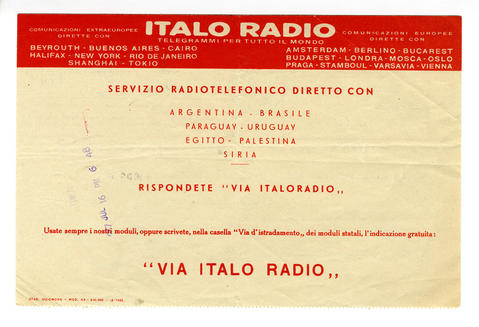 COMUNICAZIONI EXTRAEUROPEE
DIRETTE CON
BEYROUTH - BUENOS AIRES - CAIRO
HALIFAX - NEW YORK - RIO DE JANEIRO
SHANGHAI - TOKIO
ITALO RADIO
TELEGRAMMI PER TUTTO IL MONDO
COMUNICAZIONI EUROPEE
DIRETTE CON
AMSTERDAM - BERLINO - BUCAREST
BUDAPEST - LONDRA - MOSCA - OSLO
PRAGA - STAMBOUL - VARSAVIA - VIENNA
SERVIZIO RADIOTELEFONICO DIRETTO CON
ARGENTINA - BRASILE
PARAGUAY - URUGUAY
EGITTO - PALESTINA
SIRIA
RISPONDETE "VIA ITALORADIO„
Usate sempre i nostri moduli, oppure scrivete, nella casella "Via d'istradamento„ dei moduli statali, l'indicazione gratuita:
"VIA ITALO RADIO„